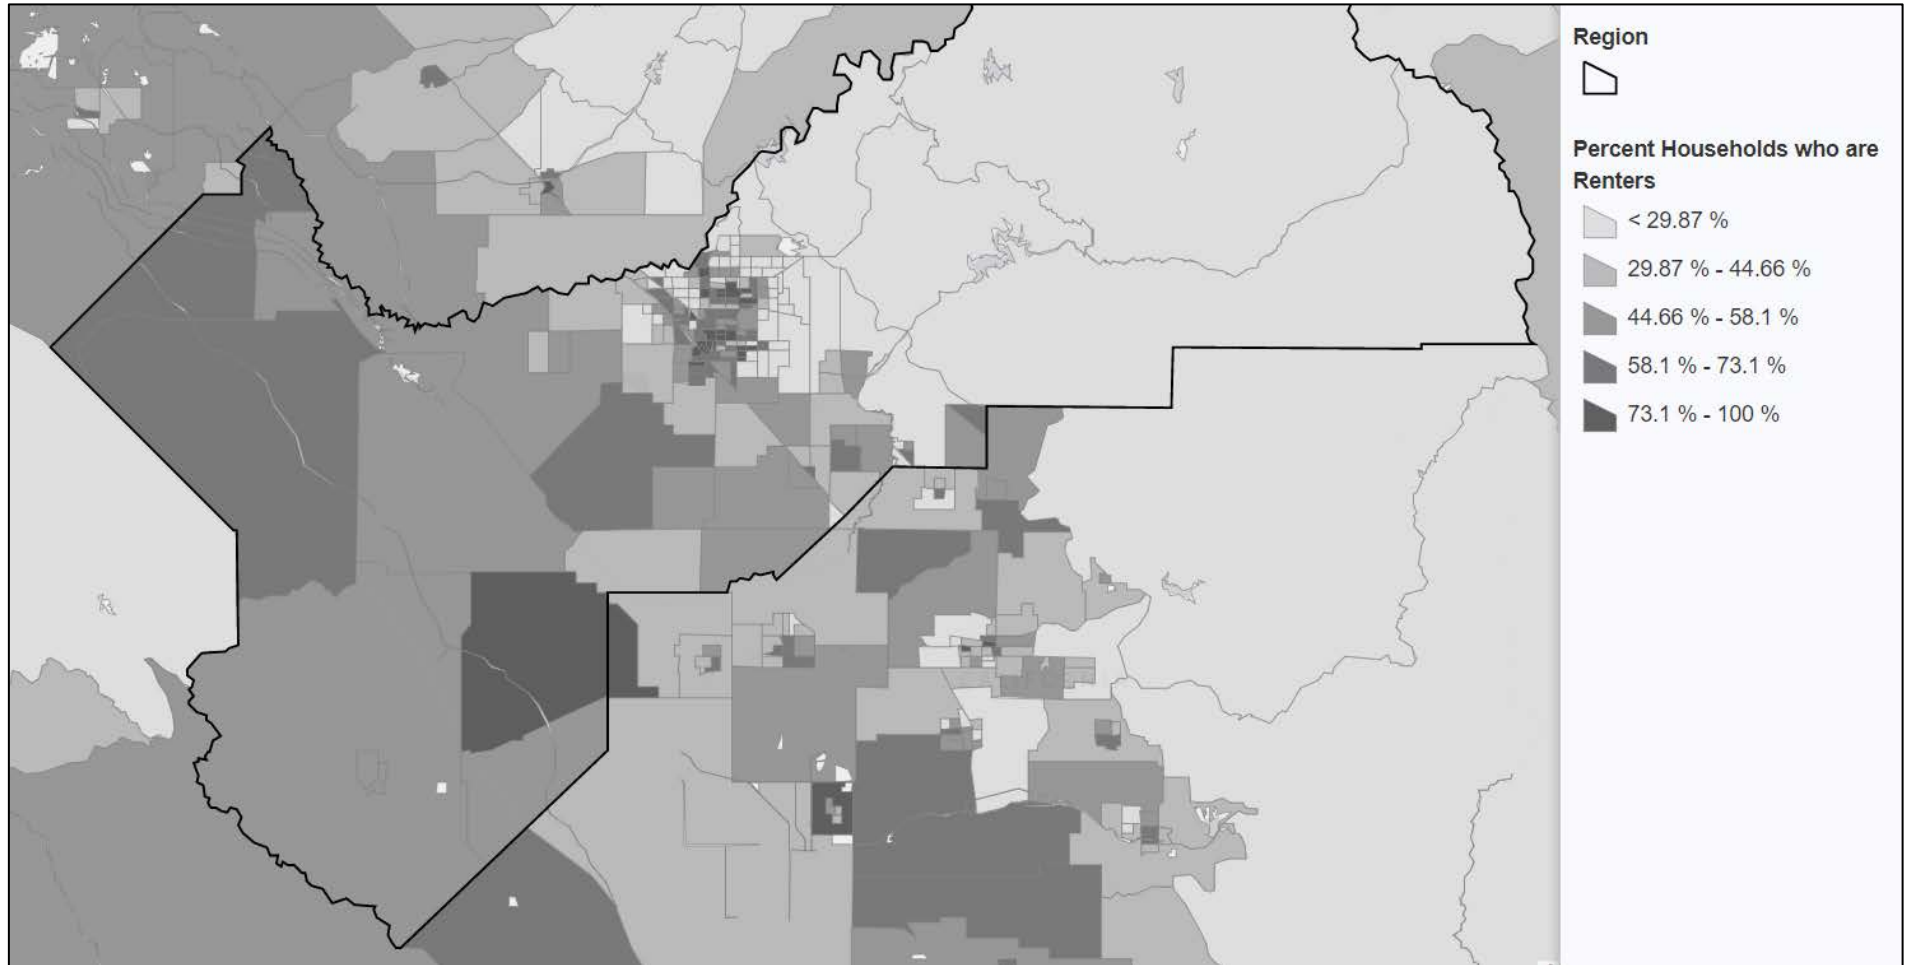 Region
Percent Households who are
Renters
< 29.87 %
29.87 % - 44.66 %
44.66 % - 58.1 %
58.1 % - 73.1 %
73.1 % - 100 %